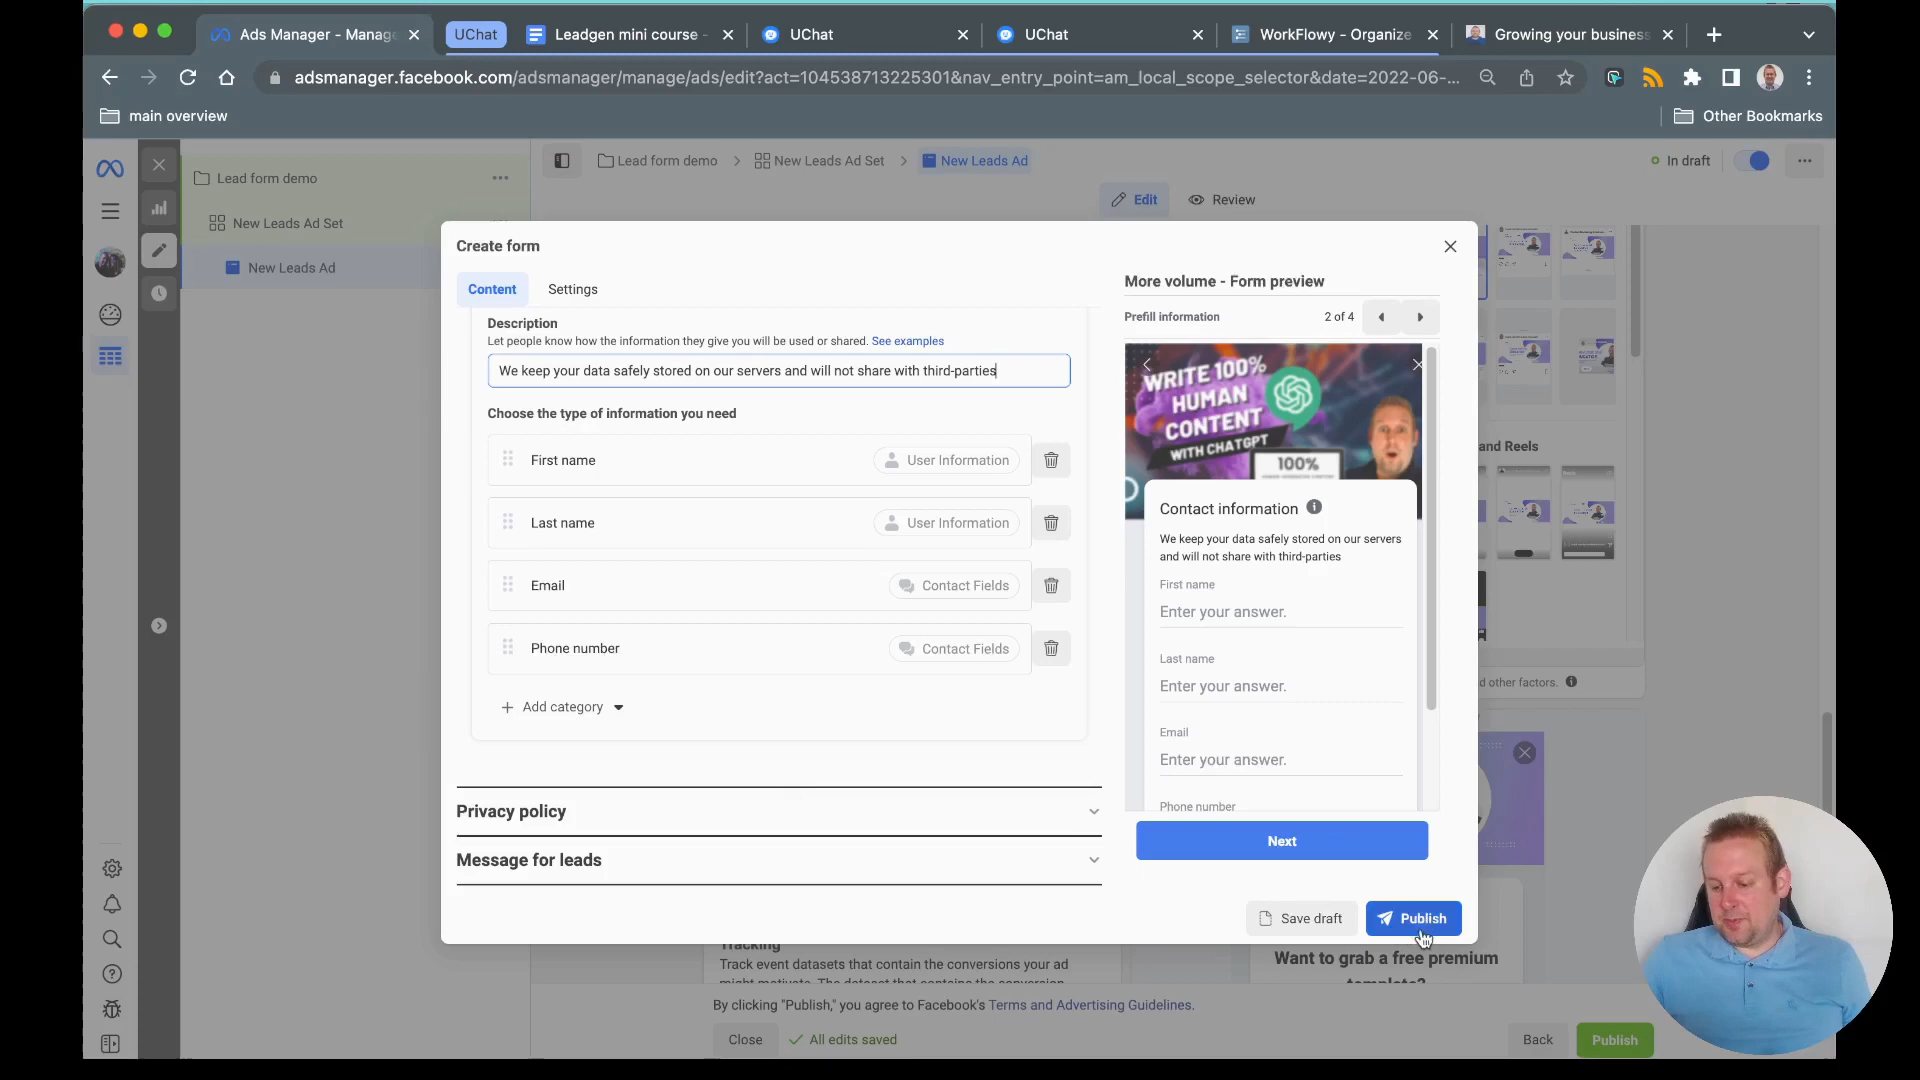 Ads Manager - Manage
UChat
Leadgen mini course -
UChat
UChat
WorkFlowy - Organize
Growing your business
adsmanager.facebook.com/adsmanager/manage/ads/edit?act=104538713225301&nav_entry_point=am_local_scope_selector&date=2022-06-...
main overview
Other Bookmarks
Lead form demo
New Leads Ad Set
New Leads Ad
Lead form demo
New Leads Ad Set
New Leads Ad
In draft
Edit
Review
Create form
Content
Settings
Description
Let people know how the information they give you will be used or shared. See examples
We keep your data safely stored on our servers and will not share with third-parties
Choose the type of information you need
First name
User Information
Last name
User Information
Email
Contact Fields
Phone number
Contact Fields
Add category
Privacy policy
Message for leads
More volume - Form preview
Prefill information
2 of 4
WRITE 100%
HUMAN
CONTENT
WITH CHATGPT
100%
Contact information
We keep your data safely stored on our servers
and will not share with third-parties
First name
Enter your answer.
Last name
Enter your answer.
Email
Enter your answer.
Phone number
Next
Save draft
Publish
and Reels
d other factors.
Tracking
Track event datasets that contain the conversions your ad
might motivate. The dataset that contains the conversion
Want to grab a free premium
template?
By clicking "Publish," you agree to Facebook's Terms and Advertising Guidelines.
Close
All edits saved
Back
Publish